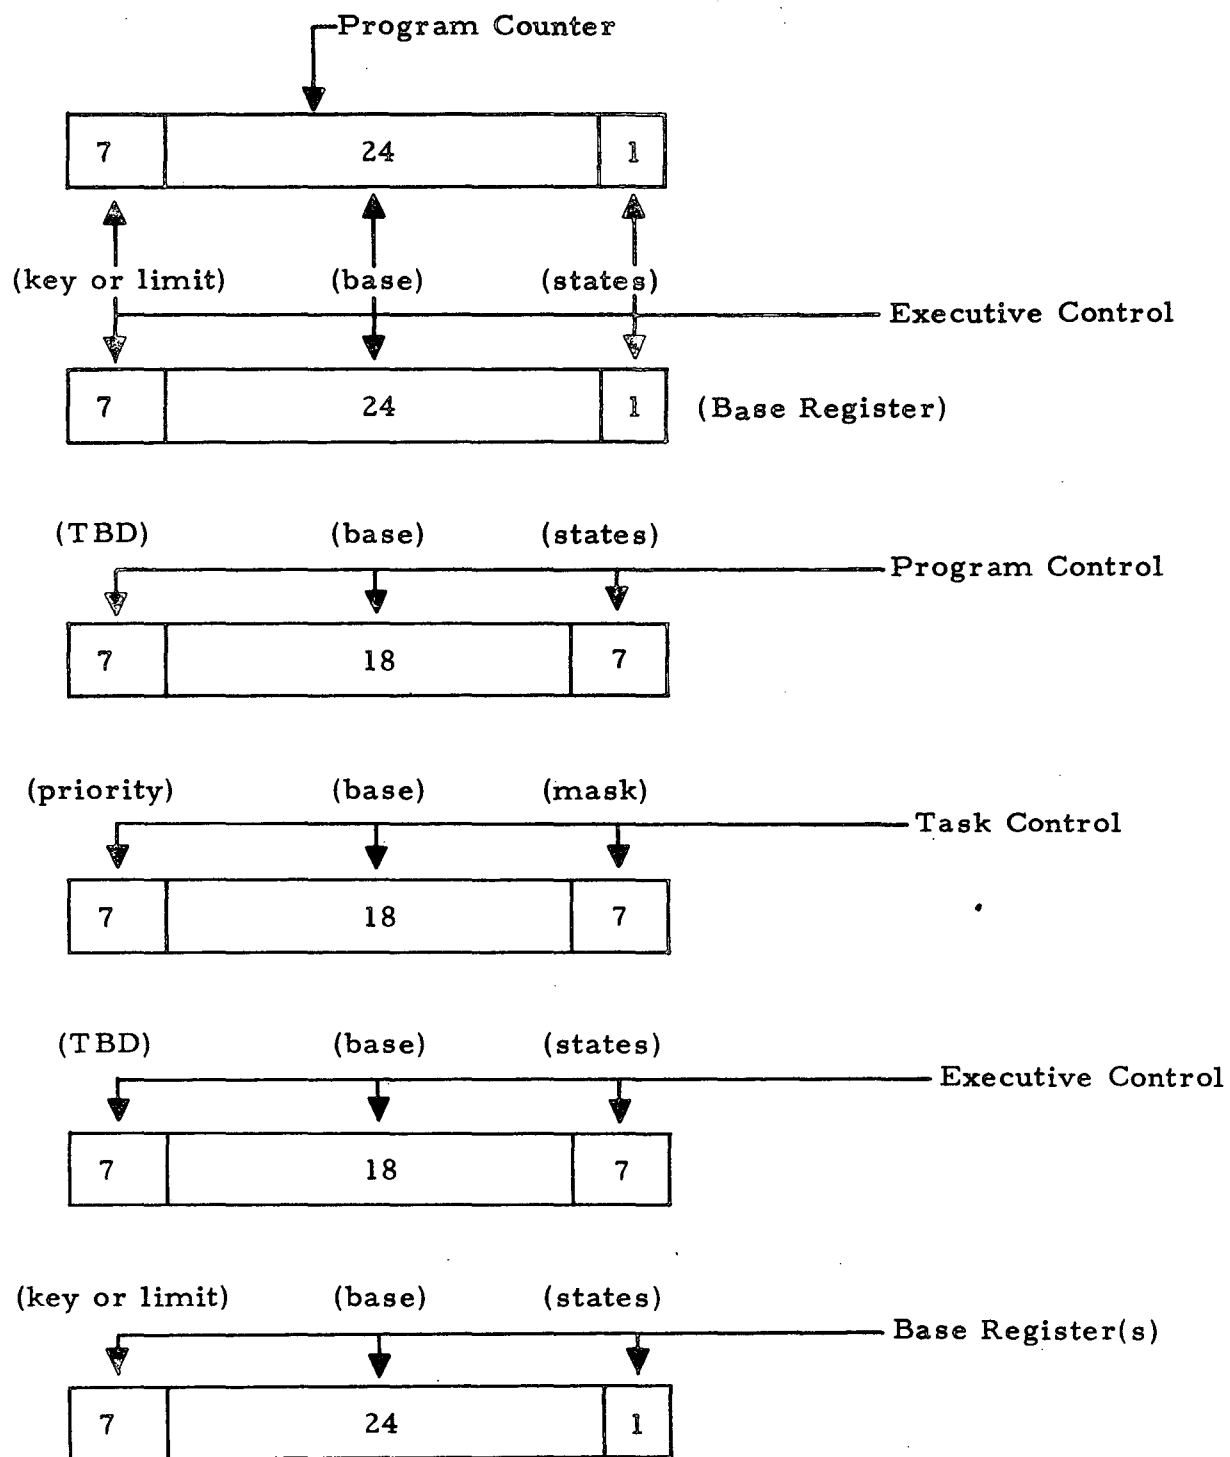 Program Counter
7 24 1
(key or limit) (base) (states)
Executive Control
7 24 1 (Base Register)
(TBD) (base) (states)
Program Control
7 18 7
(priority) (base) (mask)
Task Control
7 18 7
(TBD) (base) (states)
Executive Control
7 18 7
(key or limit) (base) (states)
Base Register(s)
7 24 1